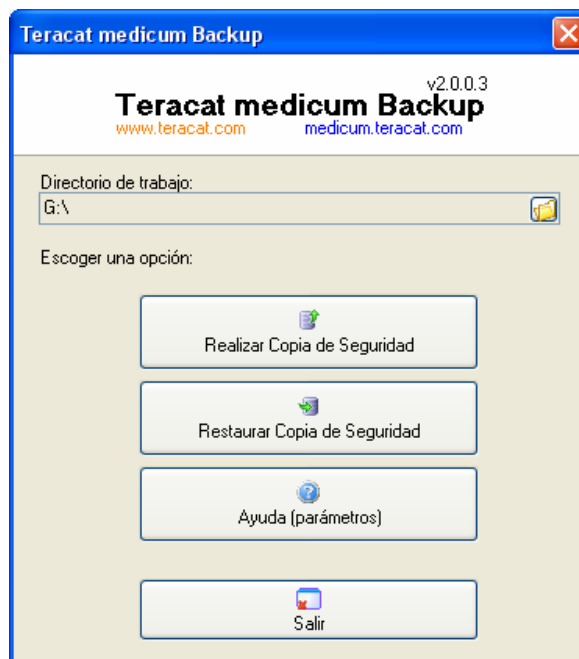 Teracat medicum Backup
v2.0.0.3
Teracat medicum Backup
www.teracat.com medicum.teracat.com
Directorio de trabajo:
G:\
Escoger una opción:
Realizar Copia de Seguridad
Restaurar Copia de Seguridad
Ayuda (parámetros)
Salir